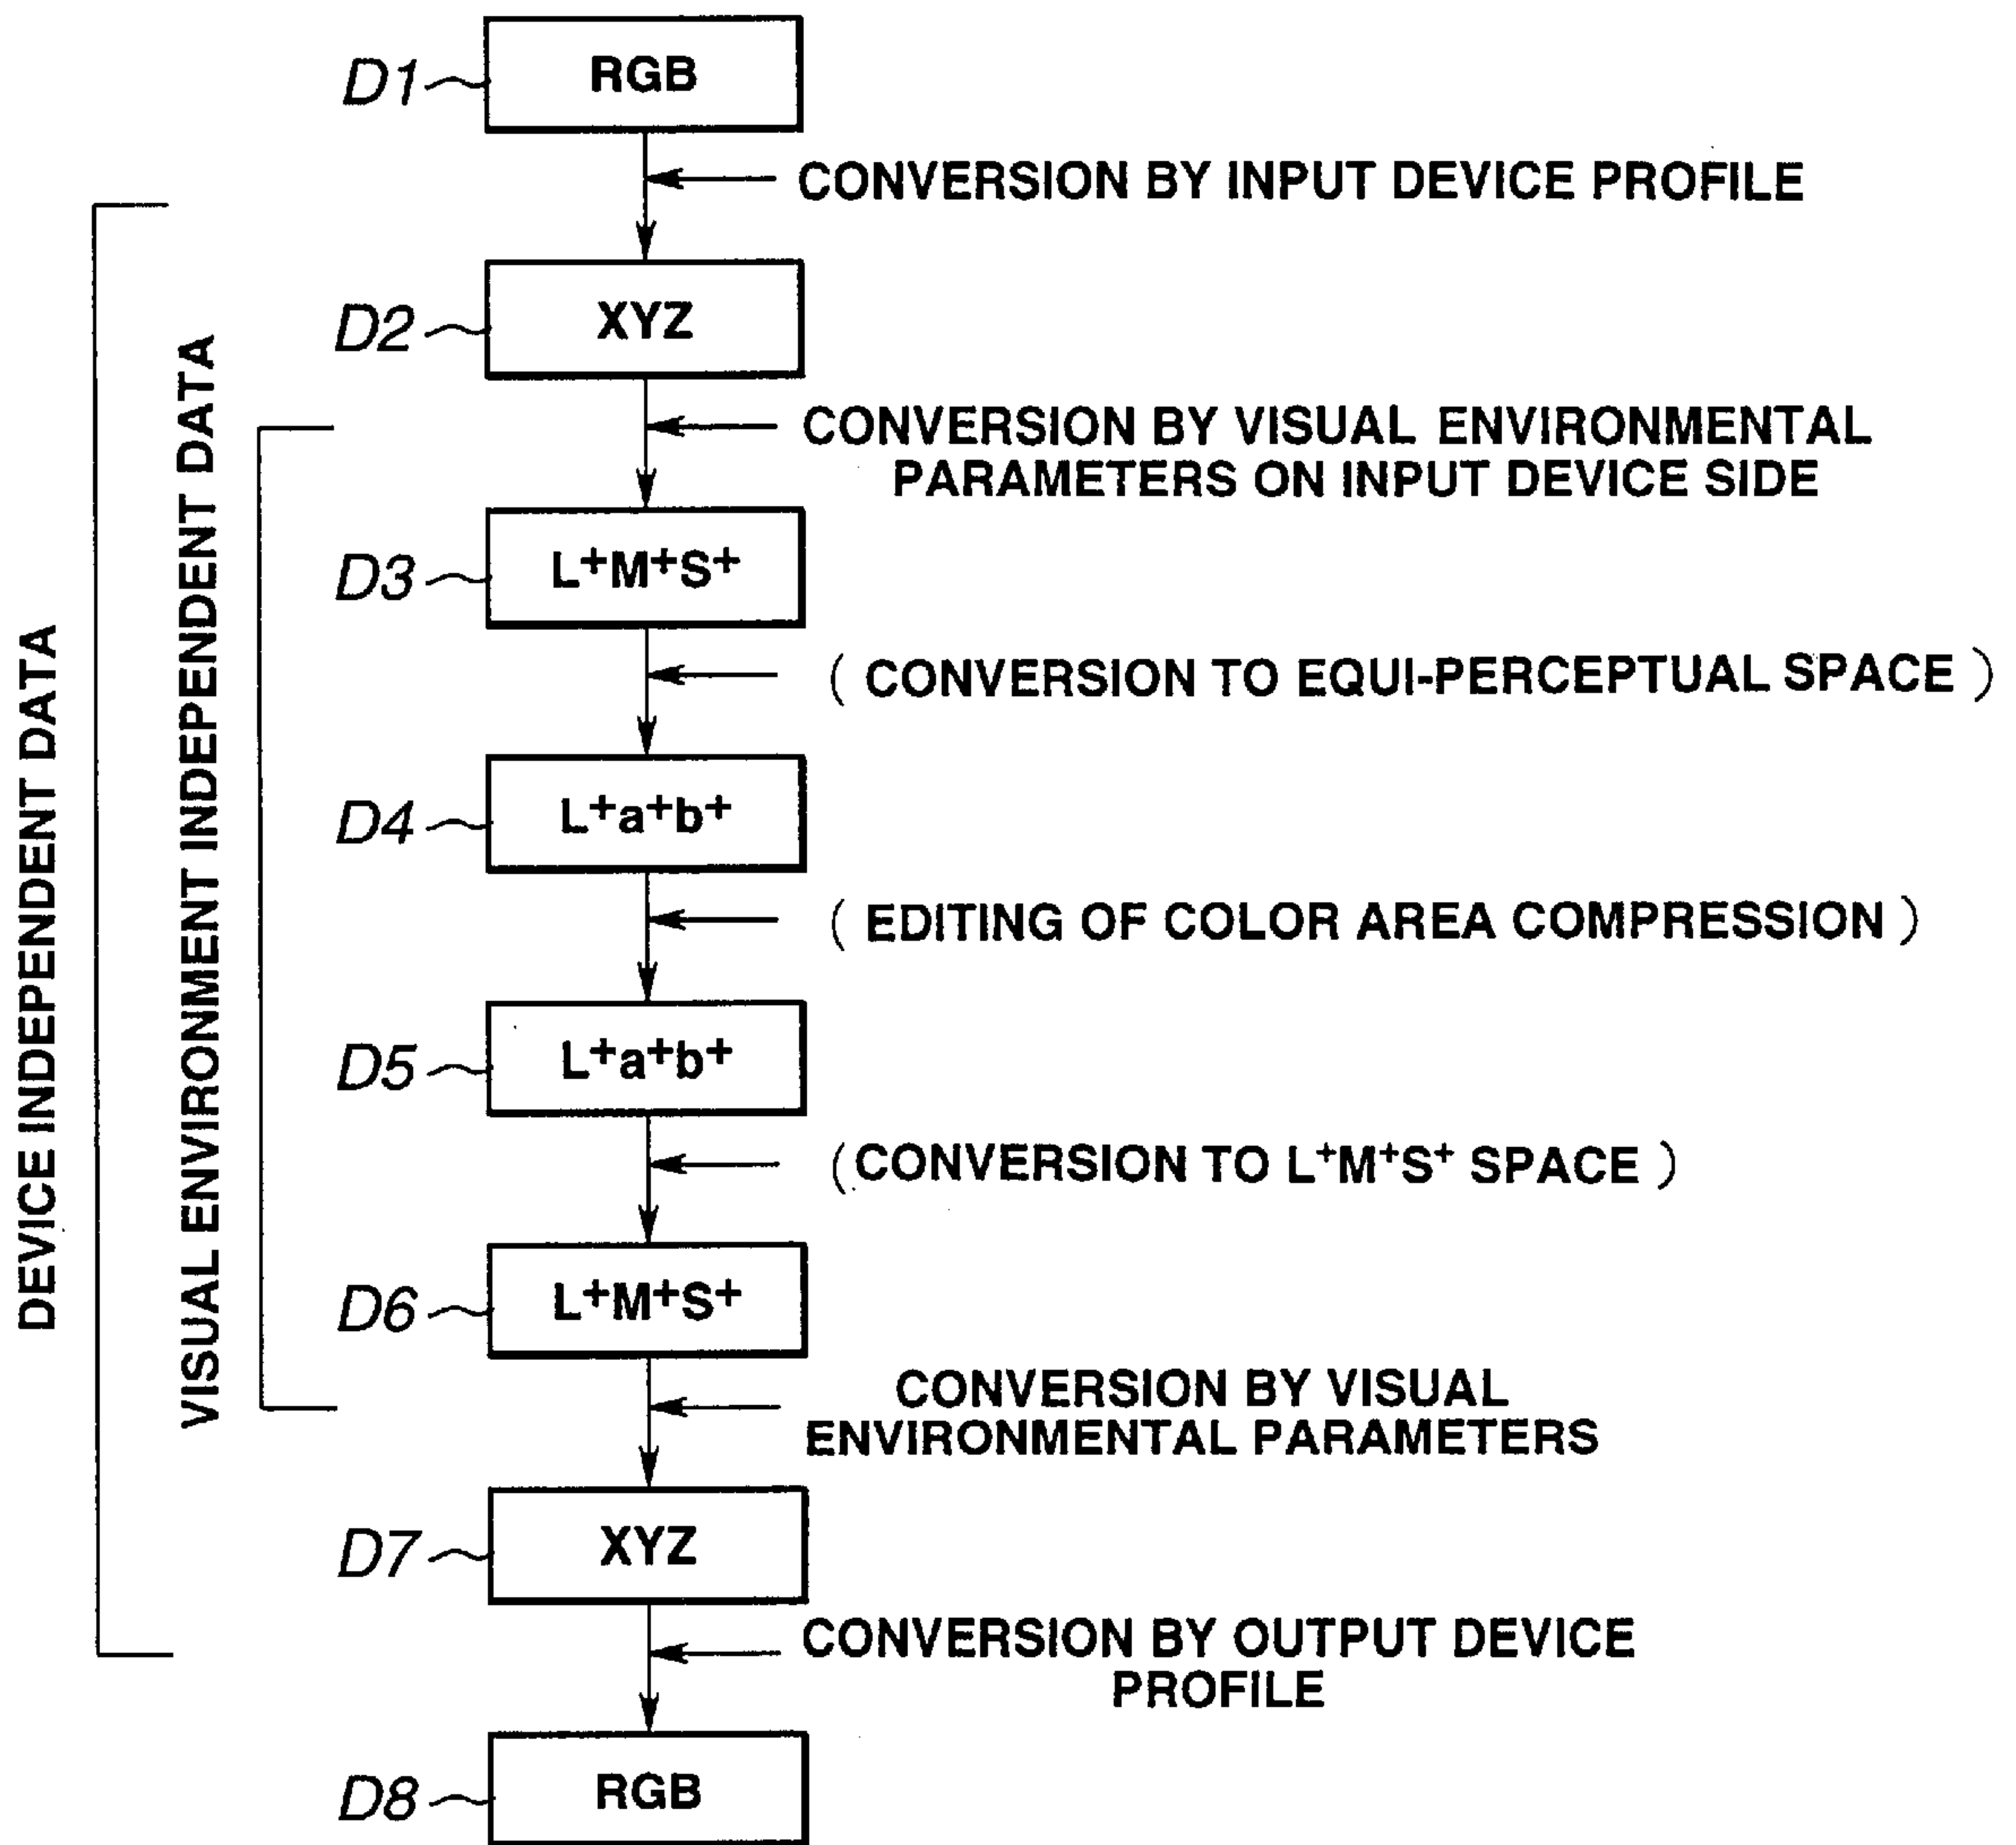 D1
RGB
CONVERSION BY INPUT DEVICE PROFILE
D2
XYZ
CONVERSION BY VISUAL ENVIRONMENTAL
PARAMETERS ON INPUT DEVICE SIDE
D3
L+M+S+
( CONVERSION TO EQUI-PERCEPTUAL SPACE )
D4
L+a+b+
( EDITING OF COLOR AREA COMPRESSION )
D5
L+a+b+
(CONVERSION TO L+M+S+ SPACE )
D6
L+M+S+
CONVERSION BY VISUAL
ENVIRONMENTAL PARAMETERS
D7
XYZ
CONVERSION BY OUTPUT DEVICE
PROFILE
D8
RGB
DEVICE INDEPENDENT DATA
VISUAL ENVIRONMENT INDEPENDENT DATA